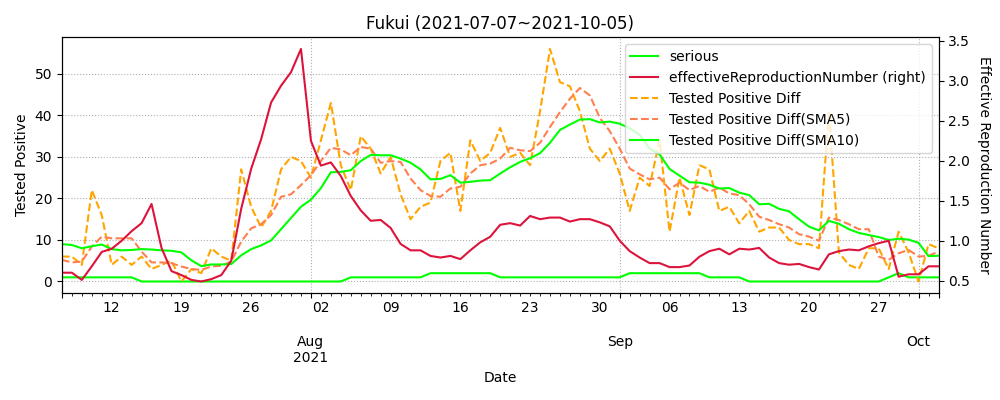 Fukui (2021-07-07~2021-10-05)
serious
effectiveReproductionNumber (right)
Tested Positive Diff
Tested Positive Diff(SMA5)
Tested Positive Diff(SMA10)
Tested Positive
50
40
30
20
10
0
3.5
3.0
2.5
2.0
1.5
1.0
0.5
Effective Reproduction Number
12 19 26 02 09 16 23 30 06 13 20 27
Aug Sep Oct
2021
Date